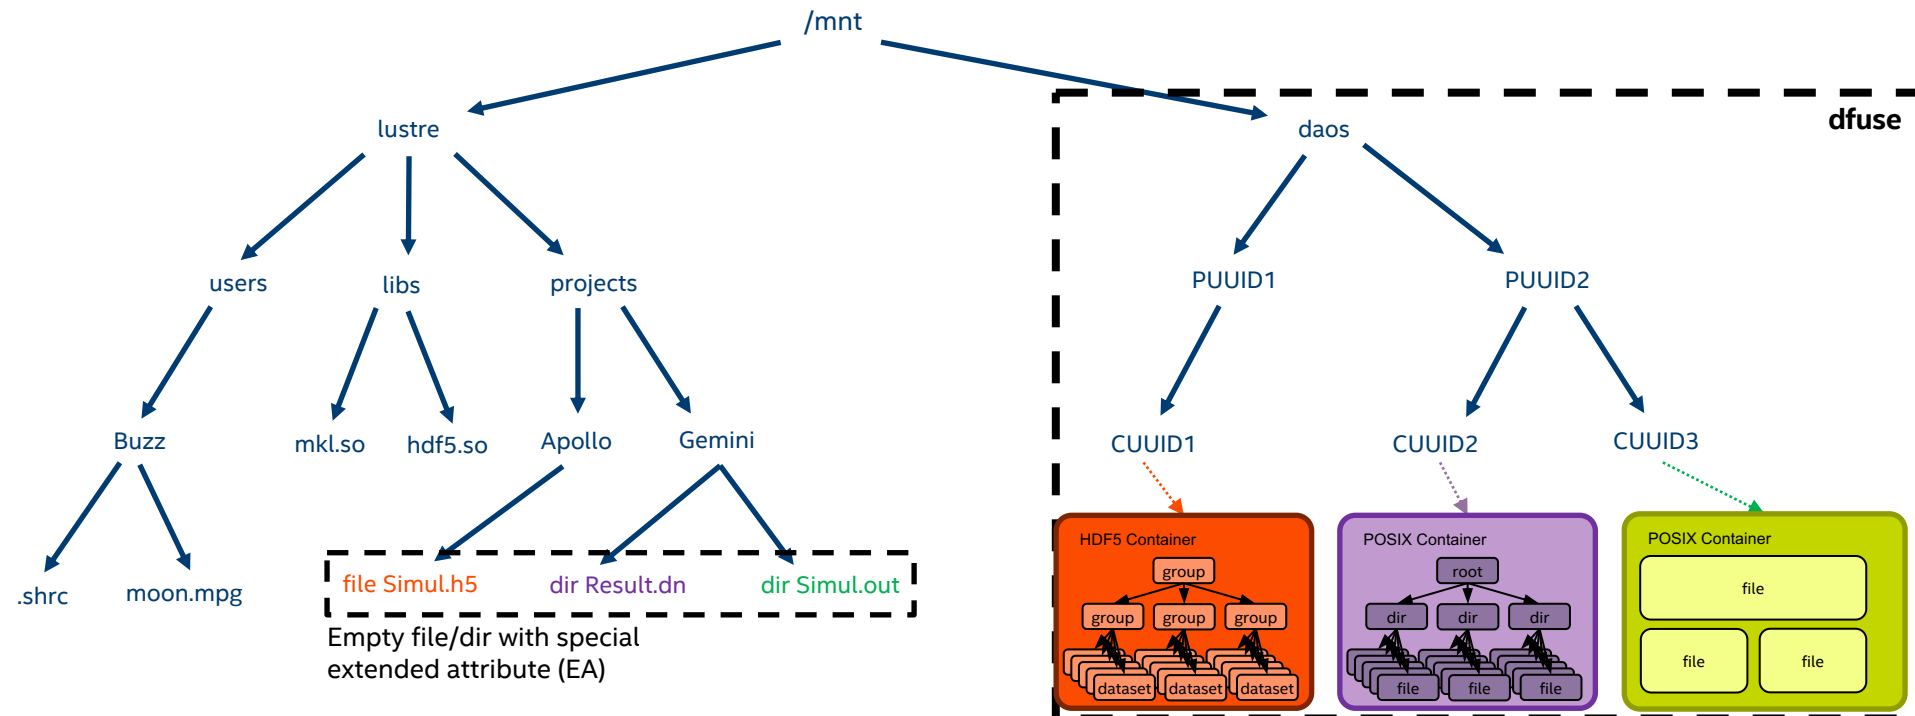 /mnt
lustre
daos
dfuse
users
libs
projects
PUUID1
PUUID2
Buzz
mkl.so
hdf5.so
Apollo
Gemini
CUUID1
CUUID2
CUUID3
.shrc
moon.mpg
file Simul.h5
dir Result.dn
dir Simul.out
Empty file/dir with special
extended attribute (EA)
HDF5 Container
group
group
group
group
dataset
dataset
dataset
POSIX Container
root
dir
dir
dir
file
file
file
POSIX Container
file
file
file